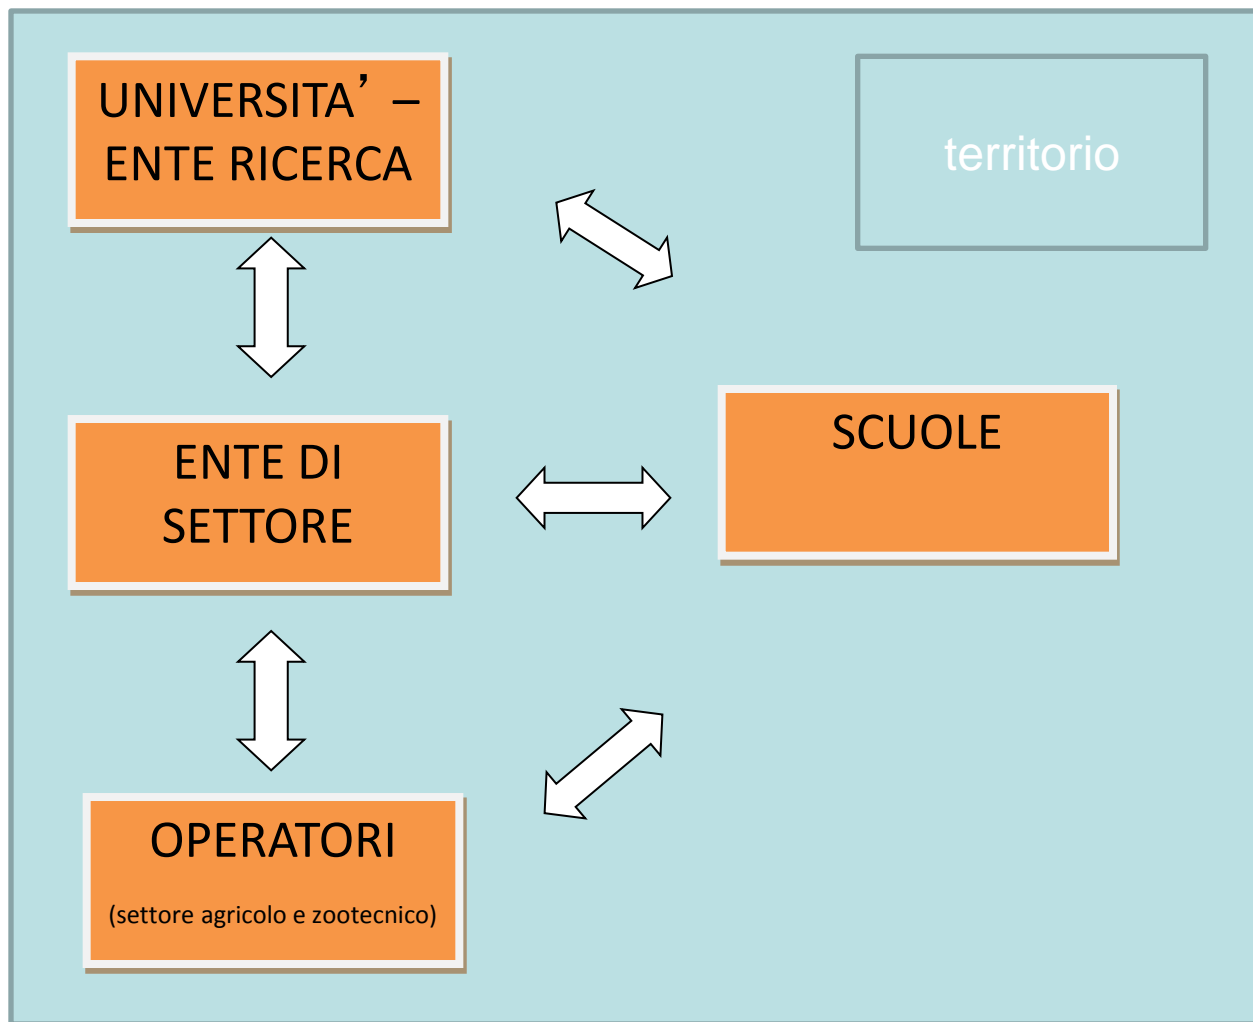 UNIVERSITA’ –
ENTE RICERCA
territorio
ENTE DI
SETTORE
SCUOLE
OPERATORI
(settore agricolo e zootecnico)